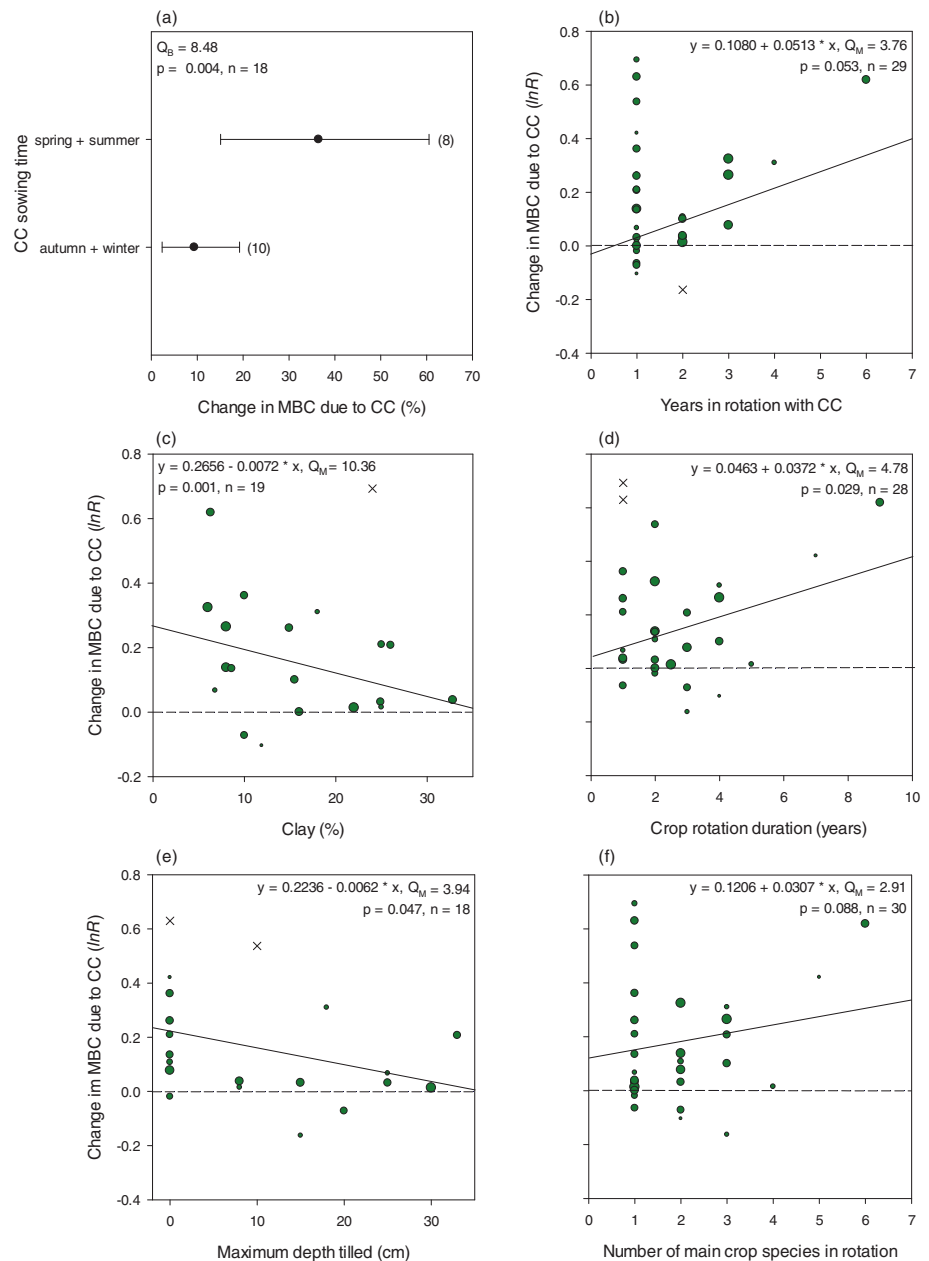 (a)
Q_B = 8.48
p = 0.004, n = 18
CC sowing time
spring + summer
(8)
autumn + winter
(10)
0 10 20 30 40 50 60 70
Change in MBC due to CC (%)
(b)
y = 0.1080 + 0.0513 * x, Q_M = 3.76
p = 0.053, n = 29
Change in MBC due to CC (lnR)
0.8
0.6
0.4
0.2
0.0
-0.2
-0.4
0 1 2 3 4 5 6 7
Years in rotation with CC
(c)
y = 0.2656 - 0.0072 * x, Q_M = 10.36
p = 0.001, n = 19
Change in MBC due to CC (lnR)
0.8
0.6
0.4
0.2
0.0
-0.2
0 10 20 30
Clay (%)
(d)
y = 0.0463 + 0.0372 * x, Q_M = 4.78
p = 0.029, n = 28
0 2 4 6 8 10
Crop rotation duration (years)
(e)
y = 0.2236 - 0.0062 * x, Q_M = 3.94
p = 0.047, n = 18
Change im MBC due to CC (lnR)
0.8
0.6
0.4
0.2
0.0
-0.2
-0.4
0 10 20 30
Maximum depth tilled (cm)
(f)
y = 0.1206 + 0.0307 * x, Q_M = 2.91
p = 0.088, n = 30
0 1 2 3 4 5 6 7
Number of main crop species in rotation